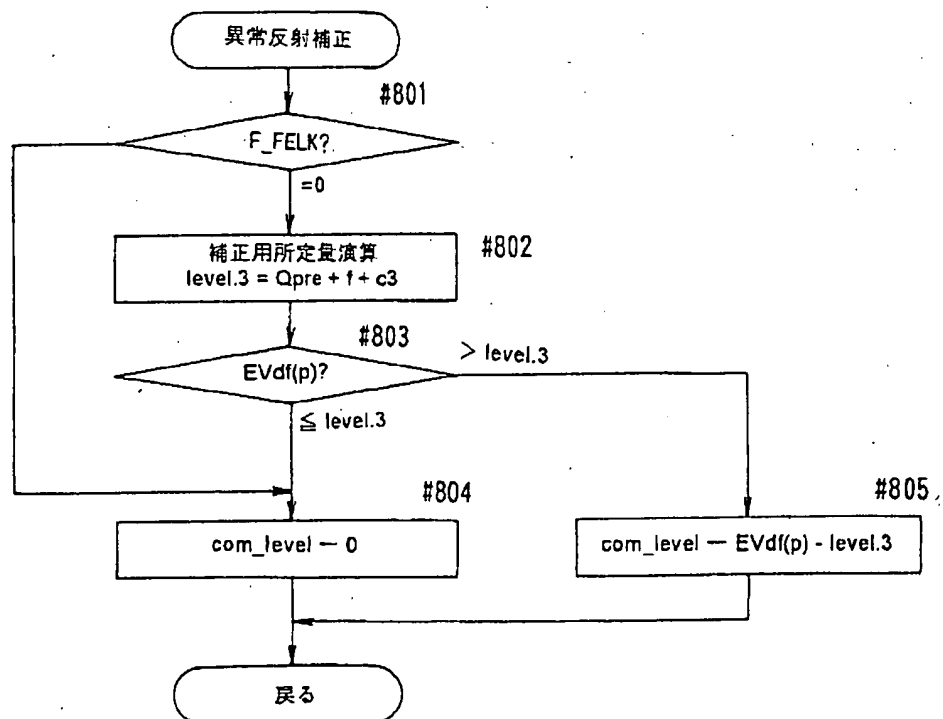 異常反射補正
#801
F_FELK?
=0
補正用所定量演算
level.3 = Qpre + f + c3
#802
#803
EVdf(p)?
> level.3
≦ level.3
#804
com_level ← 0
#805
com_level ← EVdf(p) - level.3
戻る